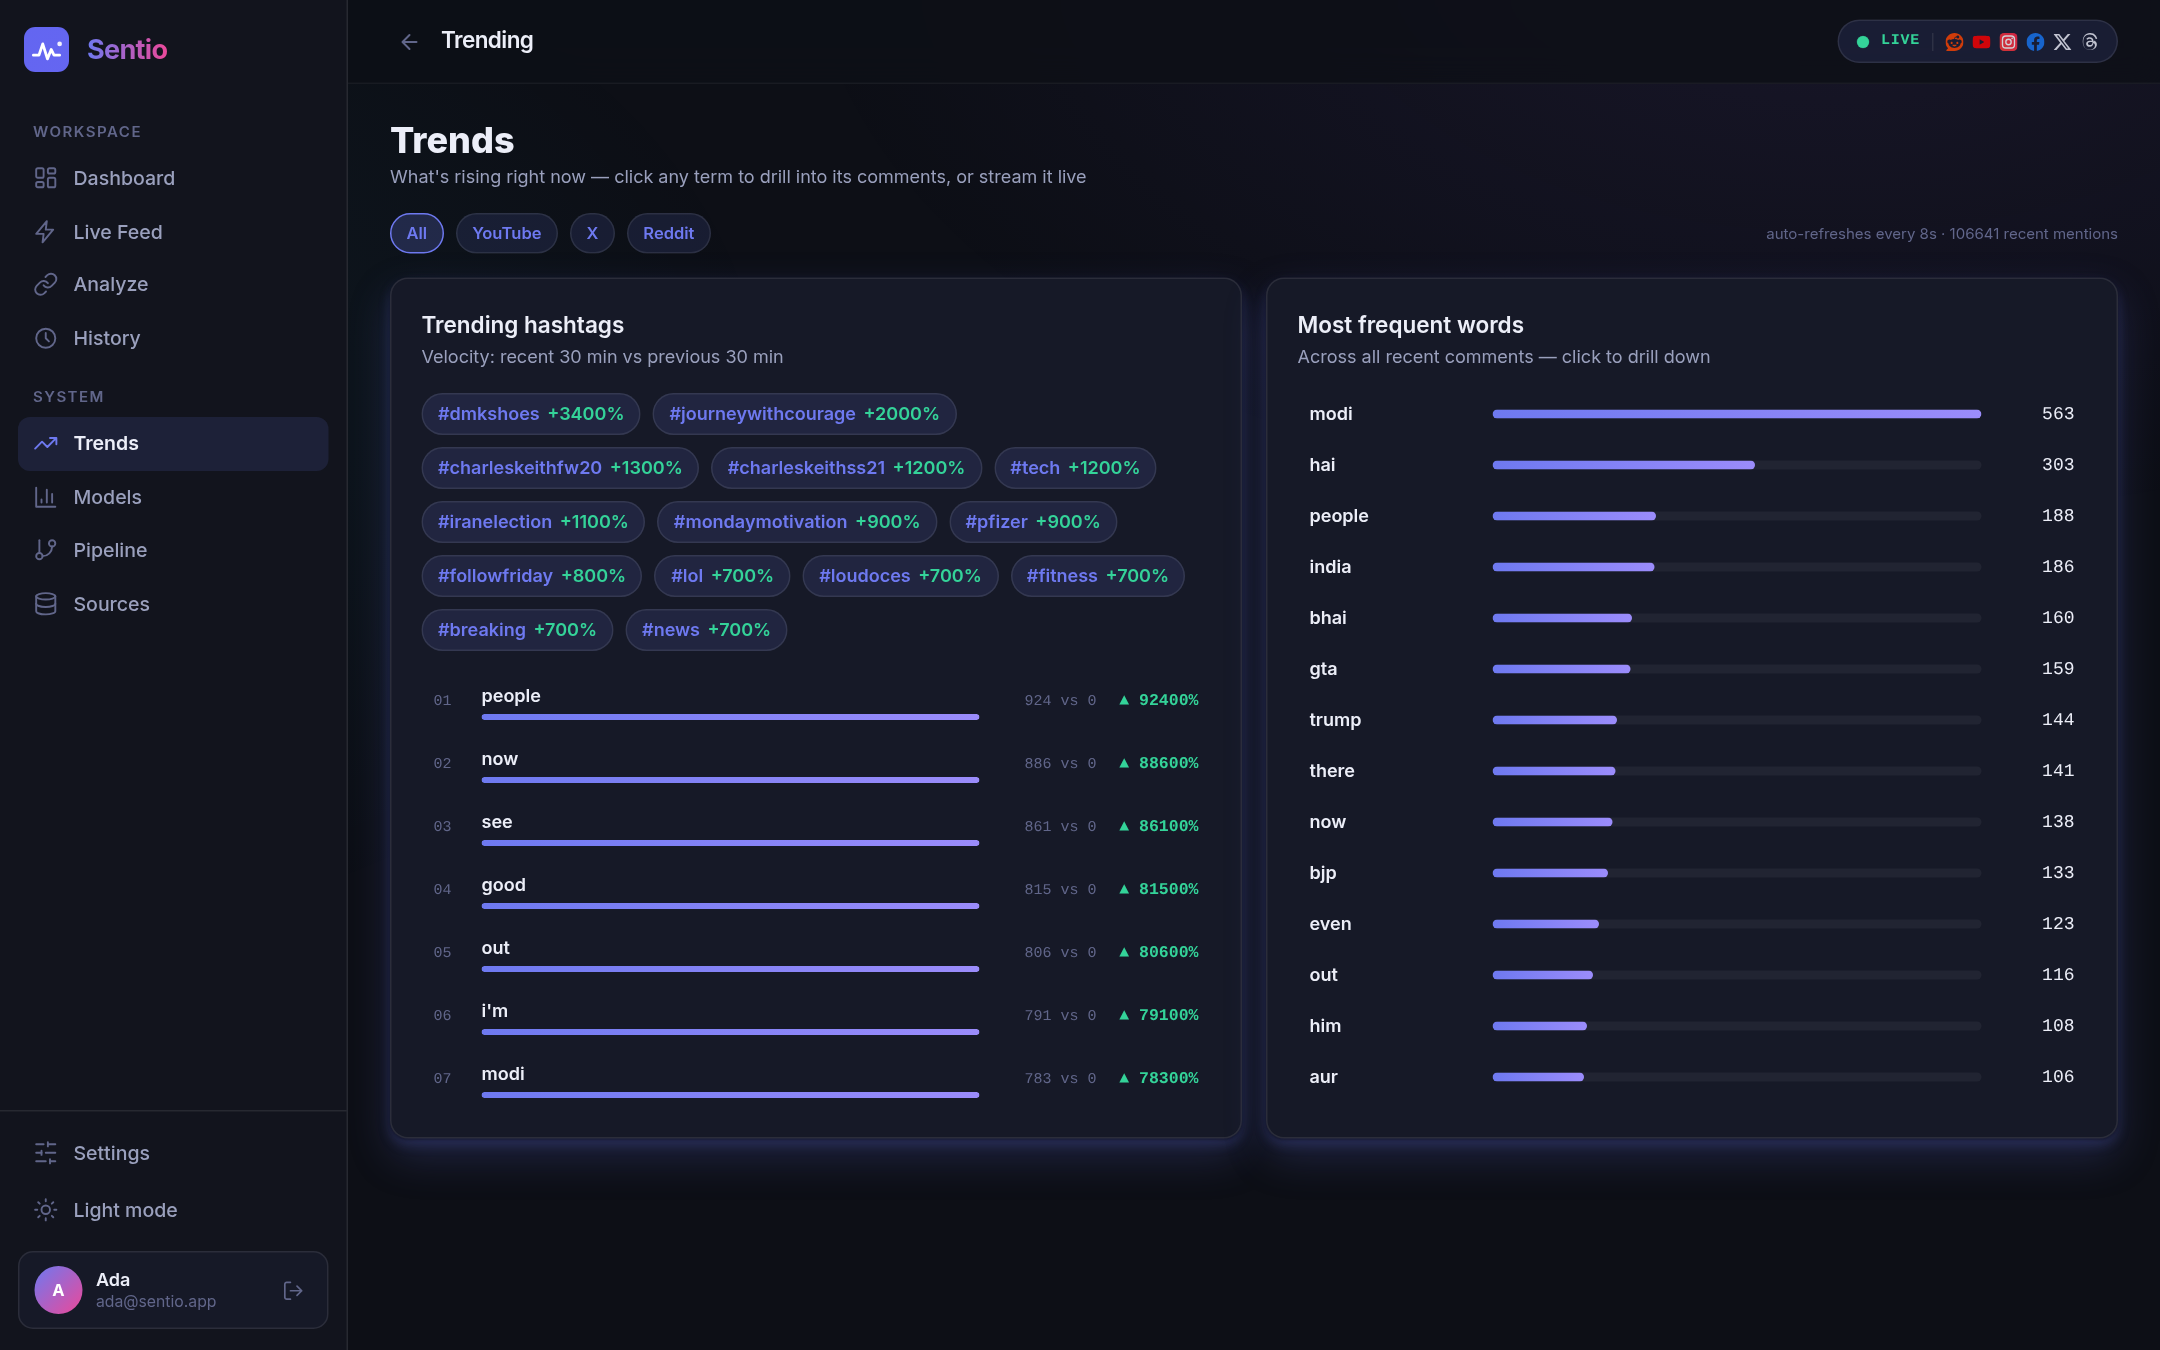 Sentio
WORKSPACE
Dashboard
Live Feed
Analyze
History
SYSTEM
Trends
Models
Pipeline
Sources
Settings
Light mode
A
Ada
ada@sentio.app
Trending
LIVE
Trends
What's rising right now — click any term to drill into its comments, or stream it live
All YouTube X Reddit
auto-refreshes every 8s · 106641 recent mentions
Trending hashtags
Velocity: recent 30 min vs previous 30 min
#dmkshoes +3400% #journeywithcourage +2000%
#charleskeithfw20 +1300% #charleskeithss21 +1200% #tech +1200%
#iranelection +1100% #mondaymotivation +900% #pfizer +900%
#followfriday +800% #lol +700% #loudoces +700% #fitness +700%
#breaking +700% #news +700%
01 people 924 vs 0 ▲ 92400%
02 now 886 vs 0 ▲ 88600%
03 see 861 vs 0 ▲ 86100%
04 good 815 vs 0 ▲ 81500%
05 out 806 vs 0 ▲ 80600%
06 i'm 791 vs 0 ▲ 79100%
07 modi 783 vs 0 ▲ 78300%
Most frequent words
Across all recent comments — click to drill down
modi 563
hai 303
people 188
india 186
bhai 160
gta 159
trump 144
there 141
now 138
bjp 133
even 123
out 116
him 108
aur 106